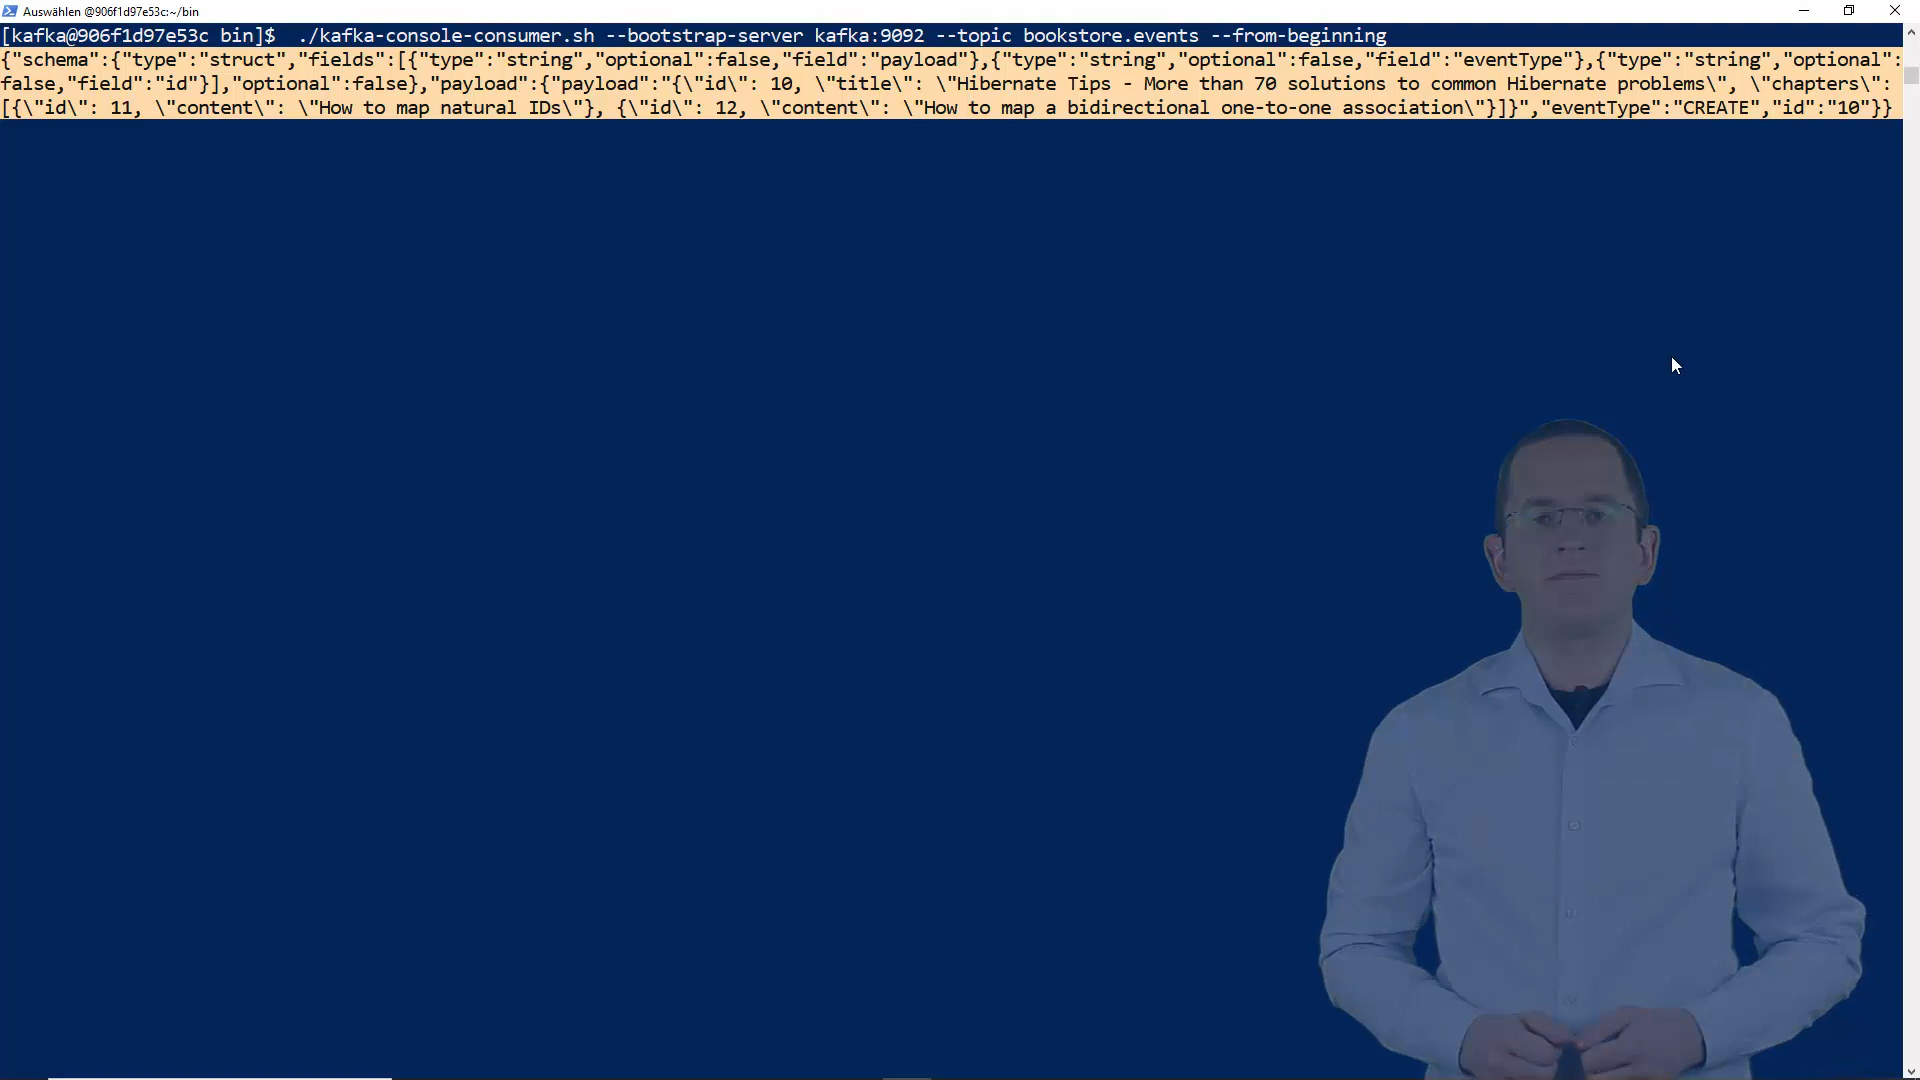 Auswählen @906f1d97e53c:~/bin
[kafka@906f1d97e53c bin]$  ./kafka-console-consumer.sh --bootstrap-server kafka:9092 --topic bookstore.events --from-beginning
{"schema":{"type":"struct","fields":[{"type":"string","optional":false,"field":"payload"},{"type":"string","optional":false,"field":"eventType"},{"type":"string","optional":
false,"field":"id"}],"optional":false},"payload":{"payload":"{\"id\": 10, \"title\": \"Hibernate Tips - More than 70 solutions to common Hibernate problems\", \"chapters\":
[{\"id\": 11, \"content\": \"How to map natural IDs\"}, {\"id\": 12, \"content\": \"How to map a bidirectional one-to-one association\"}]}","eventType":"CREATE","id":"10"}}